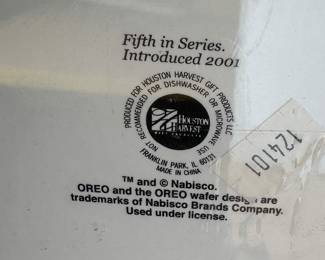 Fifth in Series.
Introduced 2001
PRODUCED FOR HOUSTON HARVEST GIFT PRODUCTS LLC
NOT RECOMMENDED FOR DISHWASHER OR MICROWAVE USE
HOUSTON
HARVEST
GIFT PRODUCTS
FRANKLIN PARK, IL 60131
MADE IN CHINA
124101
™ and © Nabisco.
OREO and the OREO wafer design are
trademarks of Nabisco Brands Company.
Used under license.